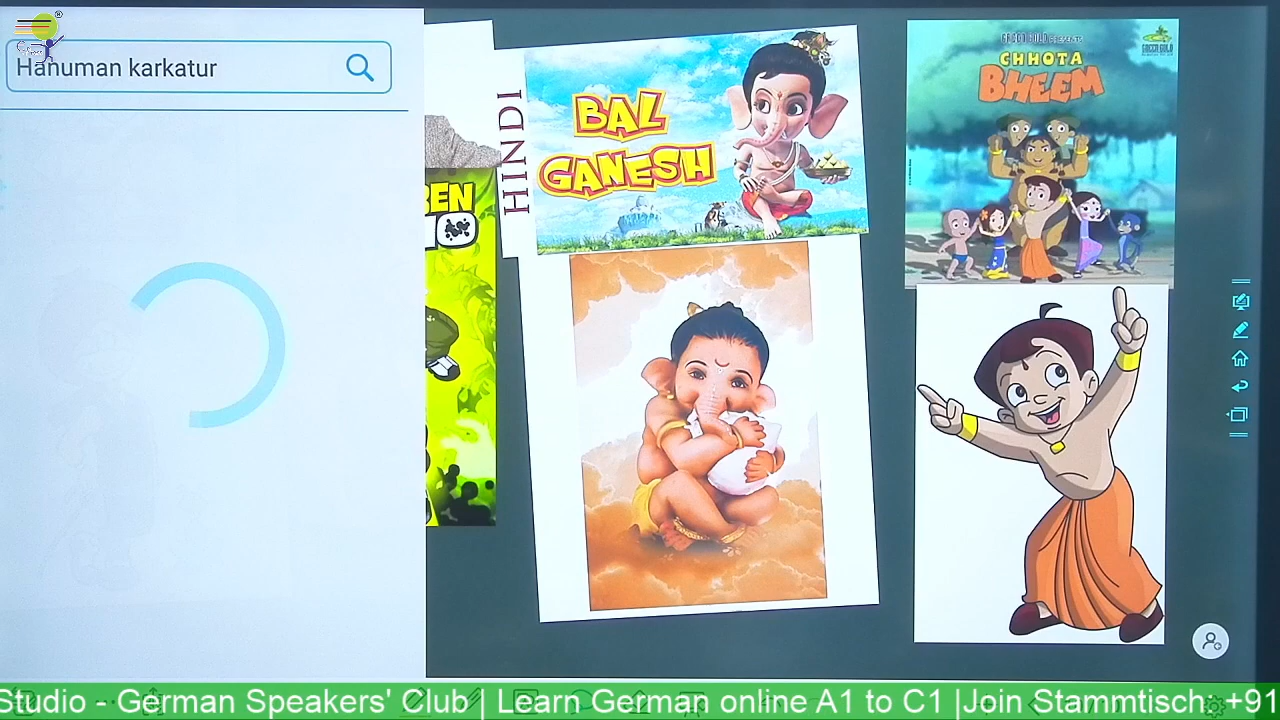 Hanuman karkatur
BEN
HINDI
BAL
GANESH
CHHOTA
BHEEM
Studio - German Speakers' Club | Learn German online A1 to C1 |Join Stammtisch: +91